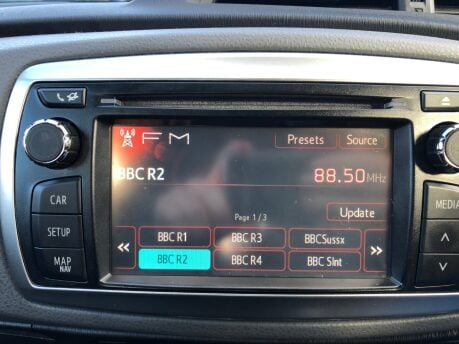 FM
Presets
Source
BBC R2
88.50MHz
Page 1 / 3
Update
BBC R1
BBC R3
BBCSussx
BBC R2
BBC R4
BBC Slnt
CAR
SETUP
MAP
NAV
MEDIA